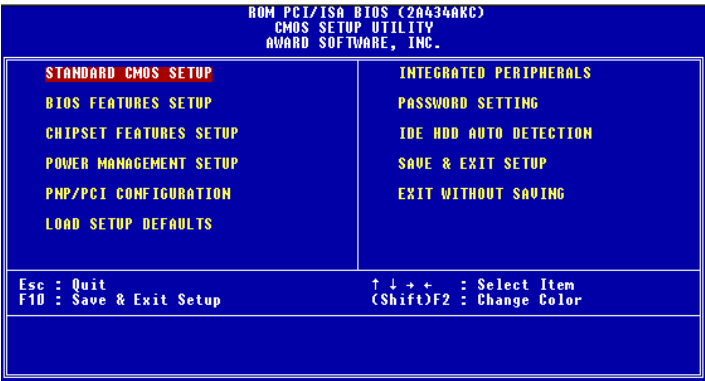 ROM PCI/ISA BIOS (2A434AKC)
CMOS SETUP UTILITY
AWARD SOFTWARE, INC.
STANDARD CMOS SETUP
BIOS FEATURES SETUP
CHIPSET FEATURES SETUP
POWER MANAGEMENT SETUP
PNP/PCI CONFIGURATION
LOAD SETUP DEFAULTS
INTEGRATED PERIPHERALS
PASSWORD SETTING
IDE HDD AUTO DETECTION
SAVE & EXIT SETUP
EXIT WITHOUT SAVING
Esc : Quit
F10 : Save & Exit Setup
↑ ↓ → ← : Select Item
(Shift)F2 : Change Color